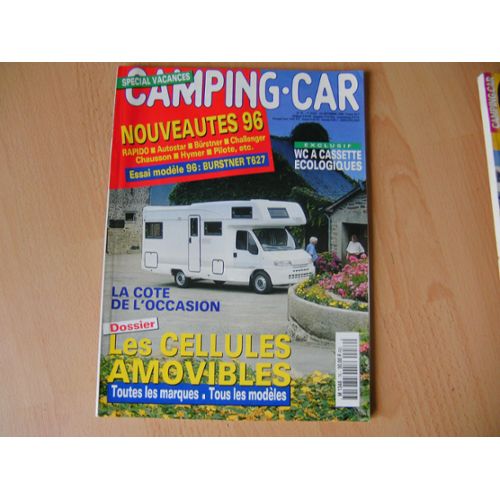 SPECIAL VACANCES
CAMPING-CAR
NOUVEAUTES 96
RAPIDO ■ Autostar ■ Bürstner ■ Challenger
Chausson ■ Hymer ■ Pilote, etc.
Essai modèle 96 : BURSTNER T627
EXCLUSIF
WC A CASSETTE
ECOLOGIQUES
LA COTE
DE L'OCCASION
Dossier
Les CELLULES
AMOVIBLES
Toutes les marques ■ Tous les modèles